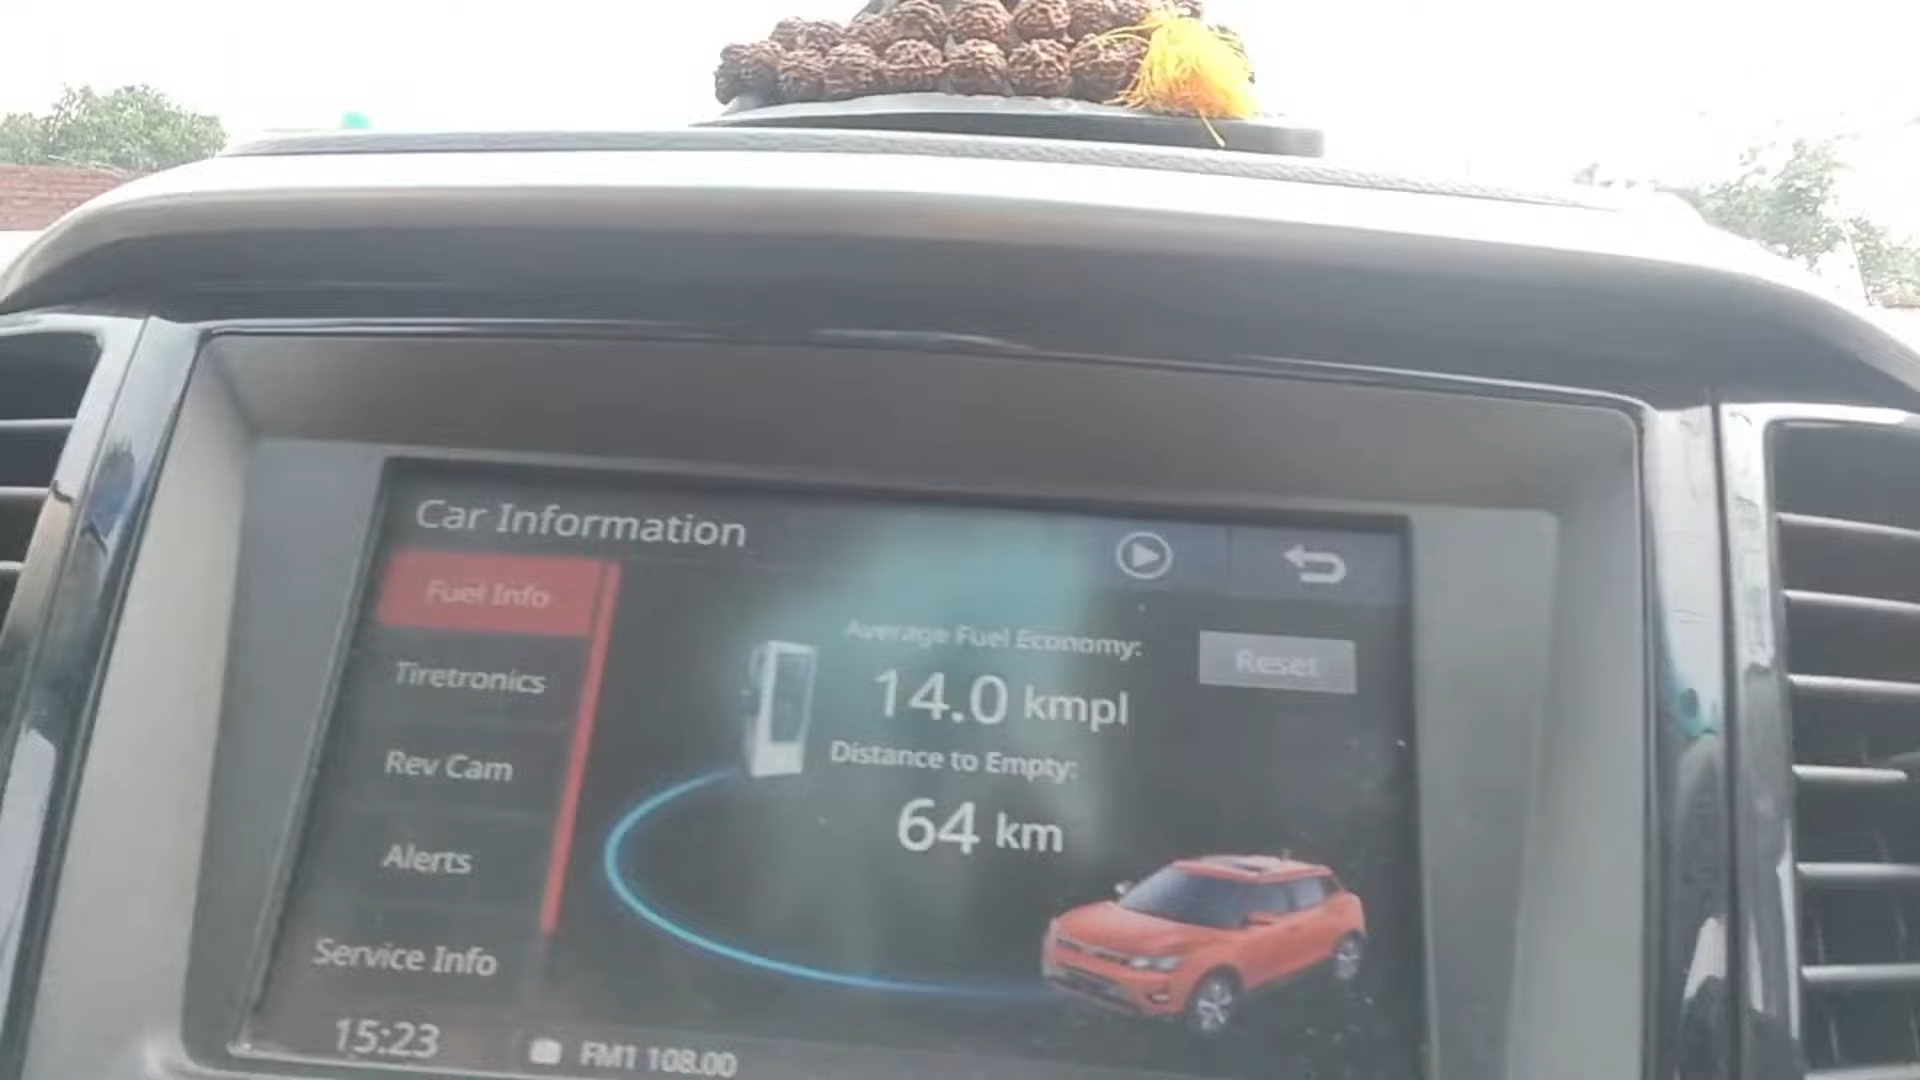 Car Information
Fuel Info
Tiretronics
Rev Cam
Alerts
Service Info
Average Fuel Economy:
14.0 kmpl
Distance to Empty:
64 km
Reset
15:23
FM1 108.00